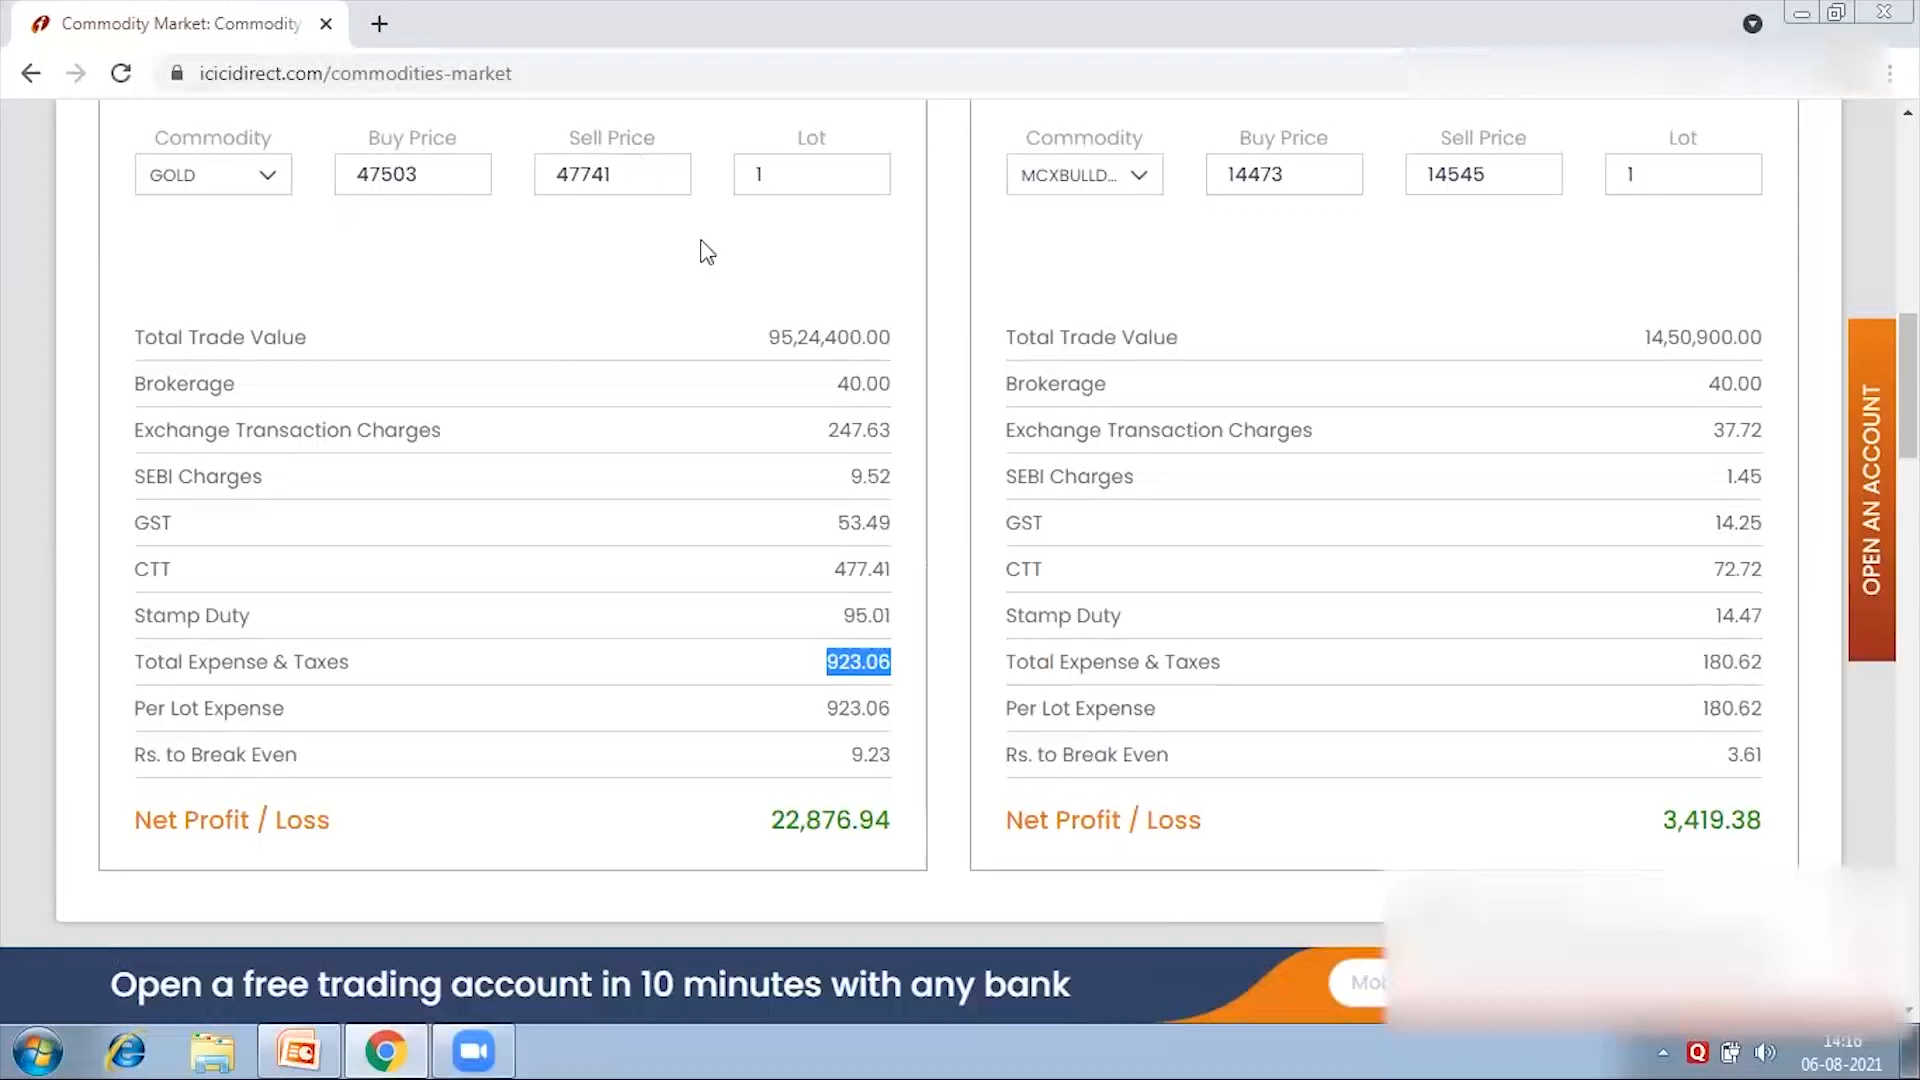 Commodity Market: Commodity
icicidirect.com/commodities-market
Commodity Buy Price Sell Price Lot
GOLD 47503 47741 1
Total Trade Value 95,24,400.00
Brokerage 40.00
Exchange Transaction Charges 247.63
SEBI Charges 9.52
GST 53.49
CTT 477.41
Stamp Duty 95.01
Total Expense & Taxes 923.06
Per Lot Expense 923.06
Rs. to Break Even 9.23
Net Profit / Loss 22,876.94
Commodity Buy Price Sell Price Lot
MCXBULLD... 14473 14545 1
Total Trade Value 14,50,900.00
Brokerage 40.00
Exchange Transaction Charges 37.72
SEBI Charges 1.45
GST 14.25
CTT 72.72
Stamp Duty 14.47
Total Expense & Taxes 180.62
Per Lot Expense 180.62
Rs. to Break Even 3.61
Net Profit / Loss 3,419.38
OPEN AN ACCOUNT
Open a free trading account in 10 minutes with any bank
14:16
06-08-2021